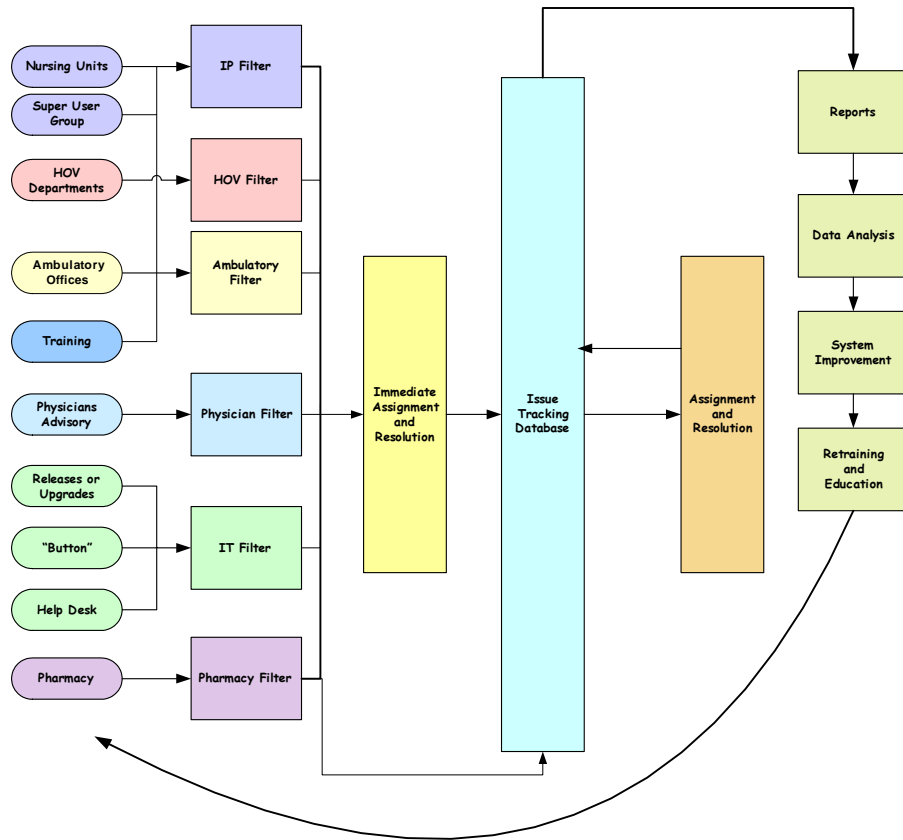 Nursing Units
Super User
Group
HOV
Departments
Ambulatory
Offices
Training
Physicians
Advisory
Releases or
Upgrades
“Button”
Help Desk
Pharmacy
IP Filter
HOV Filter
Ambulatory
Filter
Physician Filter
IT Filter
Pharmacy Filter
Immediate
Assignment
and
Resolution
Issue
Tracking
Database
Assignment
and
Resolution
Reports
Data Analysis
System
Improvement
Retraining
and
Education